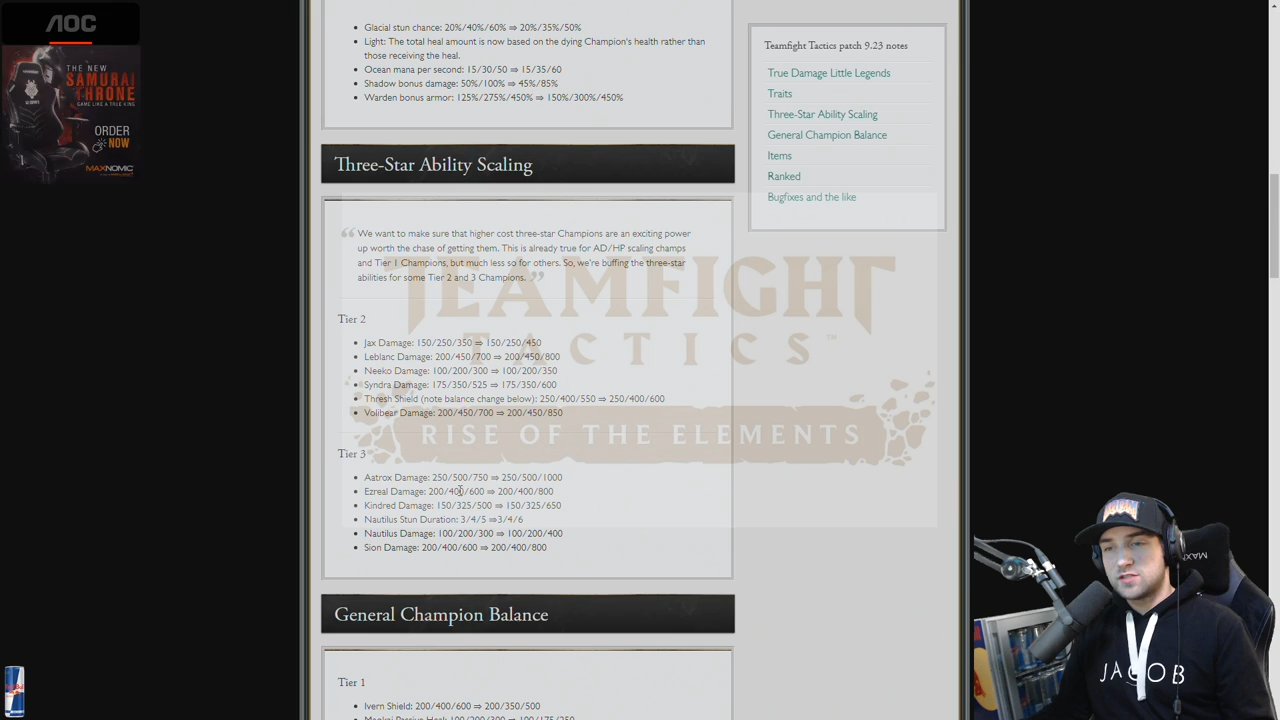 AOC
THE NEW
SAMURAI
THRONE
GAME LIKE A TRUE KING
ORDER
NOW
MAXNOMIC
Glacial stun chance: 20%/40%/60% ⇒ 20%/35%/50%
Light: The total heal amount is now based on the dying Champion's health rather than
those receiving the heal.
Ocean mana per second: 15/30/50 ⇒ 15/35/60
Shadow bonus damage: 50%/100% ⇒ 45%/85%
Warden bonus armor: 125%/275%/450% ⇒ 150%/300%/450%
Teamfight Tactics patch 9.23 notes
True Damage Little Legends
Traits
Three-Star Ability Scaling
General Champion Balance
Items
Ranked
Bugfixes and the like
Three-Star Ability Scaling
We want to make sure that higher cost three-star Champions are an exciting power
up worth the chase of getting them. This is already true for AD/HP scaling champs
and Tier 1 Champions, but much less so for others. So, we're buffing the three-star
abilities for some Tier 2 and 3 Champions.
TEAMFIGHT
TACTICS™
RISE OF THE ELEMENTS
Tier 2
Jax Damage: 150/250/350 ⇒ 150/250/450
Leblanc Damage: 200/450/700 ⇒ 200/450/800
Neeko Damage: 100/200/300 ⇒ 100/200/350
Syndra Damage: 175/350/525 ⇒ 175/350/600
Thresh Shield (note balance change below): 250/400/550 ⇒ 250/400/600
Volibear Damage: 200/450/700 ⇒ 200/450/850
Tier 3
Aatrox Damage: 250/500/750 ⇒ 250/500/1000
Ezreal Damage: 200/400/600 ⇒ 200/400/800
Kindred Damage: 150/325/500 ⇒ 150/325/650
Nautilus Stun Duration: 3/4/5 ⇒3/4/6
Nautilus Damage: 100/200/300 ⇒ 100/200/400
Sion Damage: 200/400/600 ⇒ 200/400/800
General Champion Balance
Tier 1
Ivern Shield: 200/400/600 ⇒ 200/350/500
JACOB